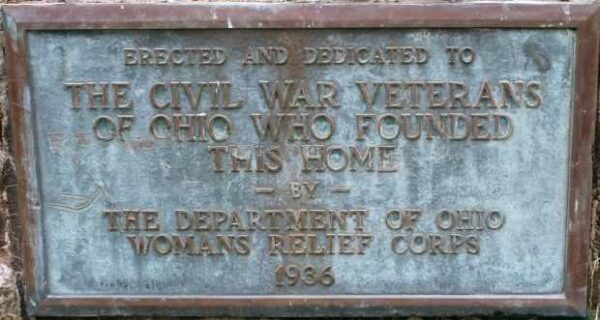 ERECTED AND DEDICATED TO
THE CIVIL WAR VETERANS
OF OHIO WHO FOUNDED
THIS HOME
— BY —
THE DEPARTMENT OF OHIO
WOMANS RELIEF CORPS
1936